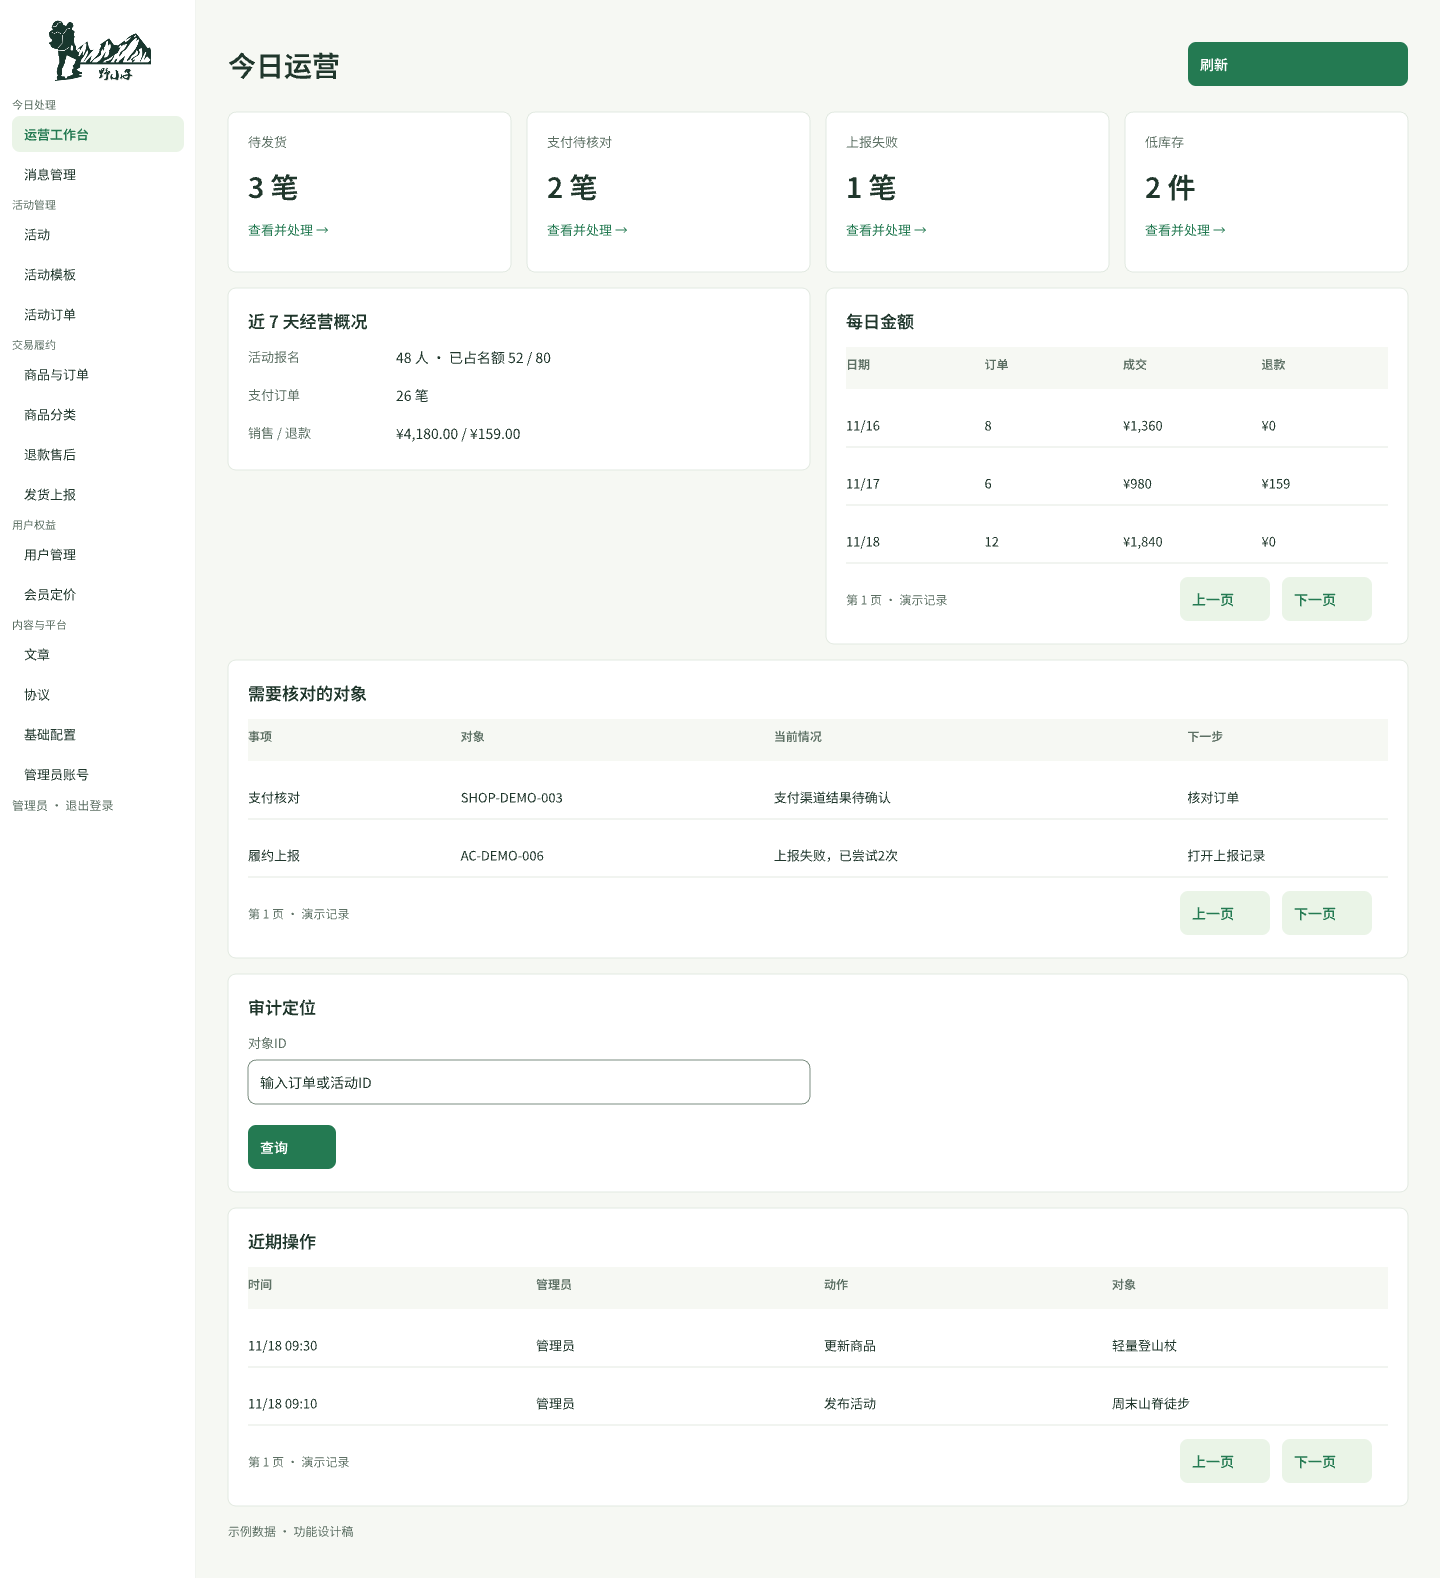 野山子
今日处理
运营工作台
消息管理
活动管理
活动
活动模板
活动订单
交易履约
商品与订单
商品分类
退款售后
发货上报
用户权益
用户管理
会员定价
内容与平台
文章
协议
基础配置
管理员账号
管理员 · 退出登录
今日运营
刷新
待发货
3 笔
查看并处理 →
支付待核对
2 笔
查看并处理 →
上报失败
1 笔
查看并处理 →
低库存
2 件
查看并处理 →
近 7 天经营概况
活动报名 48 人 · 已占名额 52 / 80
支付订单 26 笔
销售 / 退款 ¥4,180.00 / ¥159.00
每日金额
日期 订单 成交 退款
11/16 8 ¥1,360 ¥0
11/17 6 ¥980 ¥159
11/18 12 ¥1,840 ¥0
第 1 页 · 演示记录 上一页 下一页
需要核对的对象
事项 对象 当前情况 下一步
支付核对 SHOP-DEMO-003 支付渠道结果待确认 核对订单
履约上报 AC-DEMO-006 上报失败，已尝试2次 打开上报记录
第 1 页 · 演示记录 上一页 下一页
审计定位
对象ID
输入订单或活动ID
查询
近期操作
时间 管理员 动作 对象
11/18 09:30 管理员 更新商品 轻量登山杖
11/18 09:10 管理员 发布活动 周末山脊徒步
第 1 页 · 演示记录 上一页 下一页
示例数据 · 功能设计稿